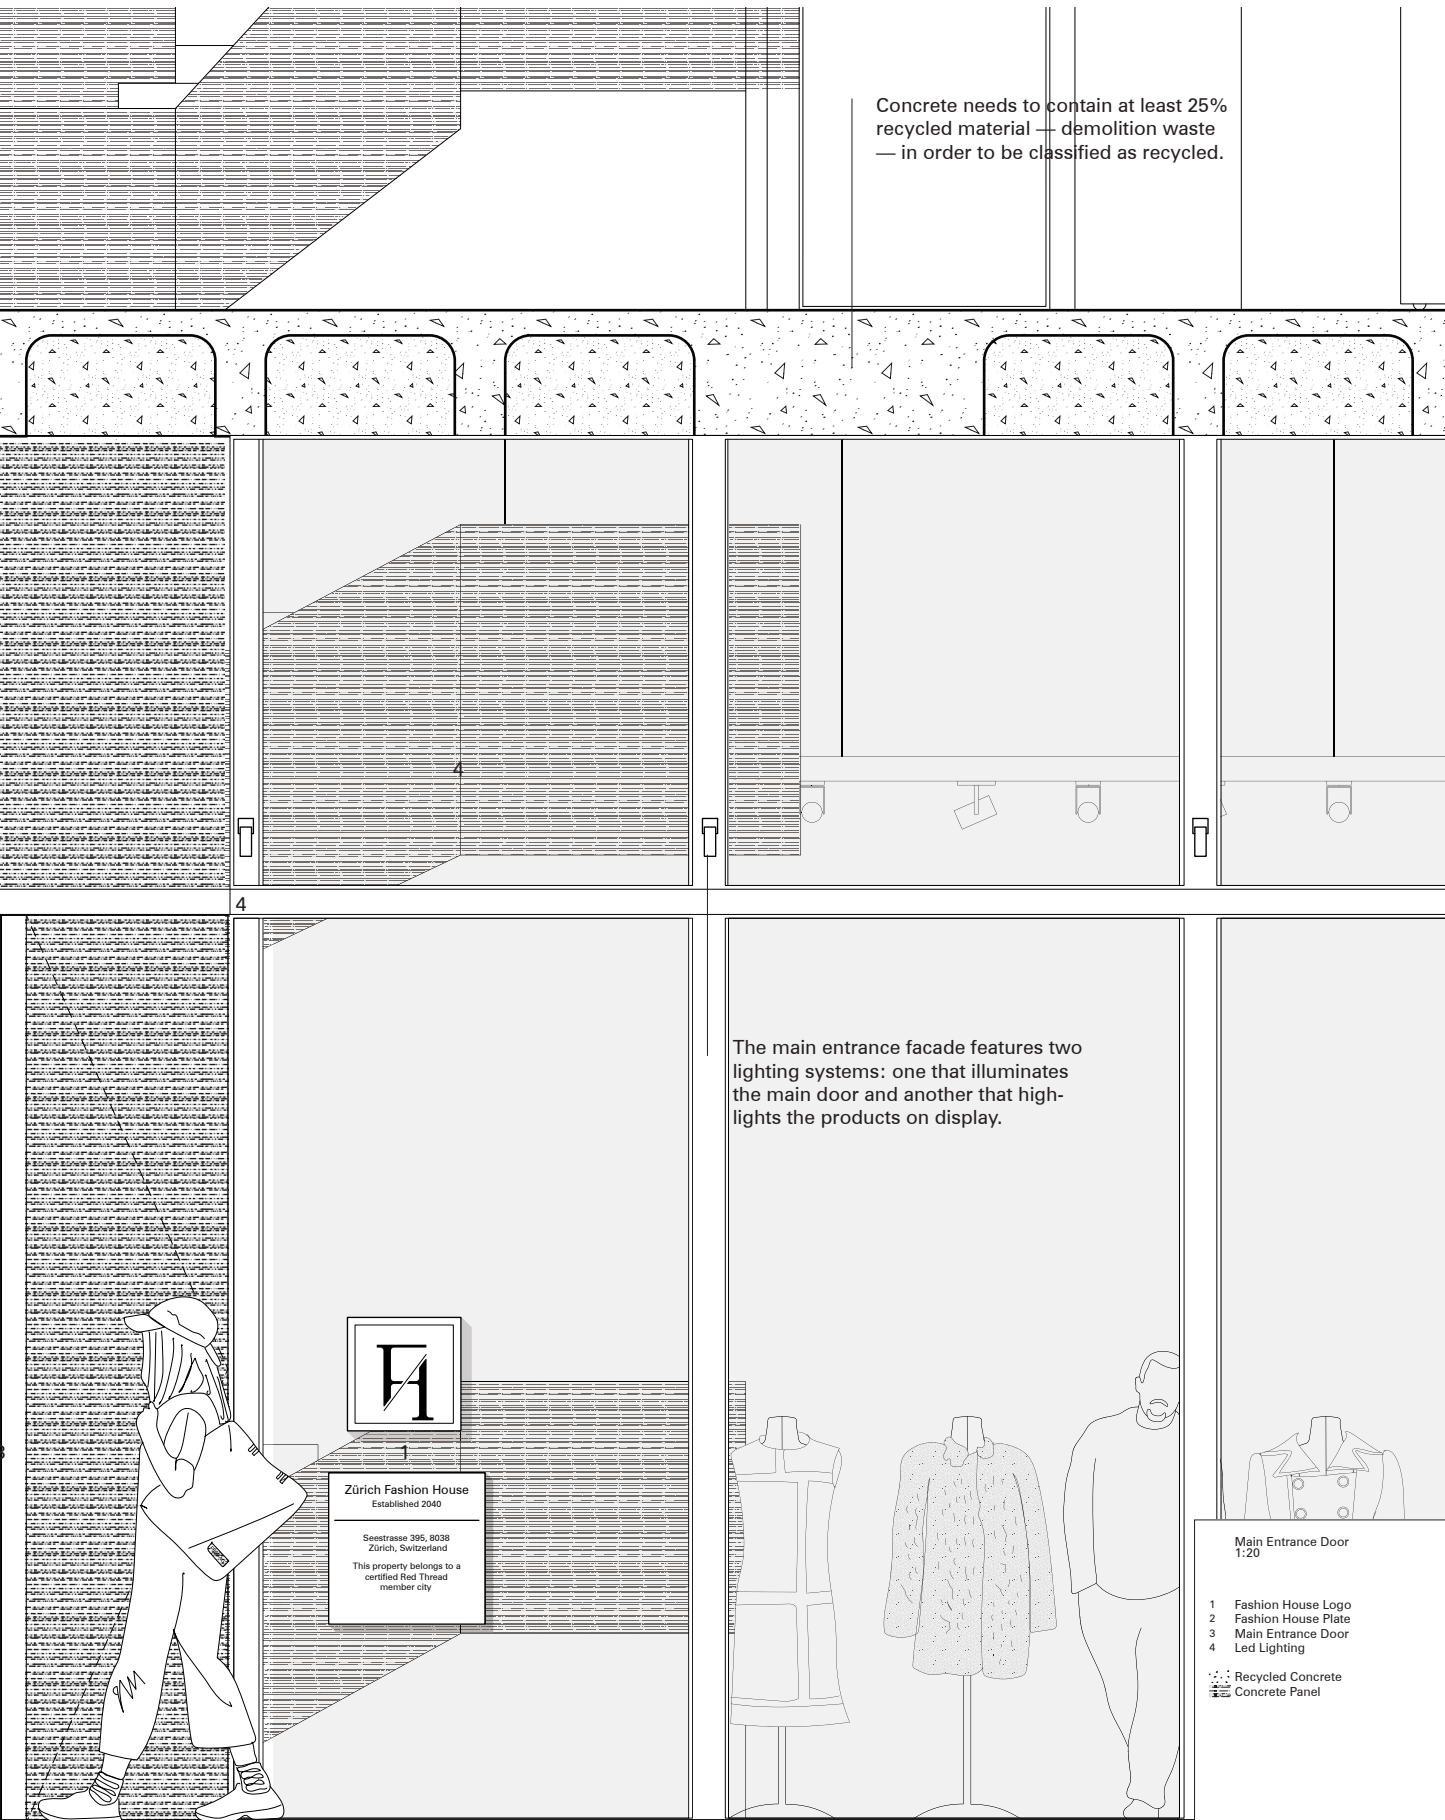 Concrete needs to contain at least 25%
recycled material — demolition waste
— in order to be classified as recycled.
4
4
The main entrance facade features two
lighting systems: one that illuminates
the main door and another that high-
lights the products on display.
FA
1
Zürich Fashion House
Established 2040
Seestrasse 395, 8038
Zürich, Switzerland
This property belongs to a
certified Red Thread
member city
Main Entrance Door
1:20
1 Fashion House Logo
2 Fashion House Plate
3 Main Entrance Door
4 Led Lighting
Recycled Concrete
Concrete Panel